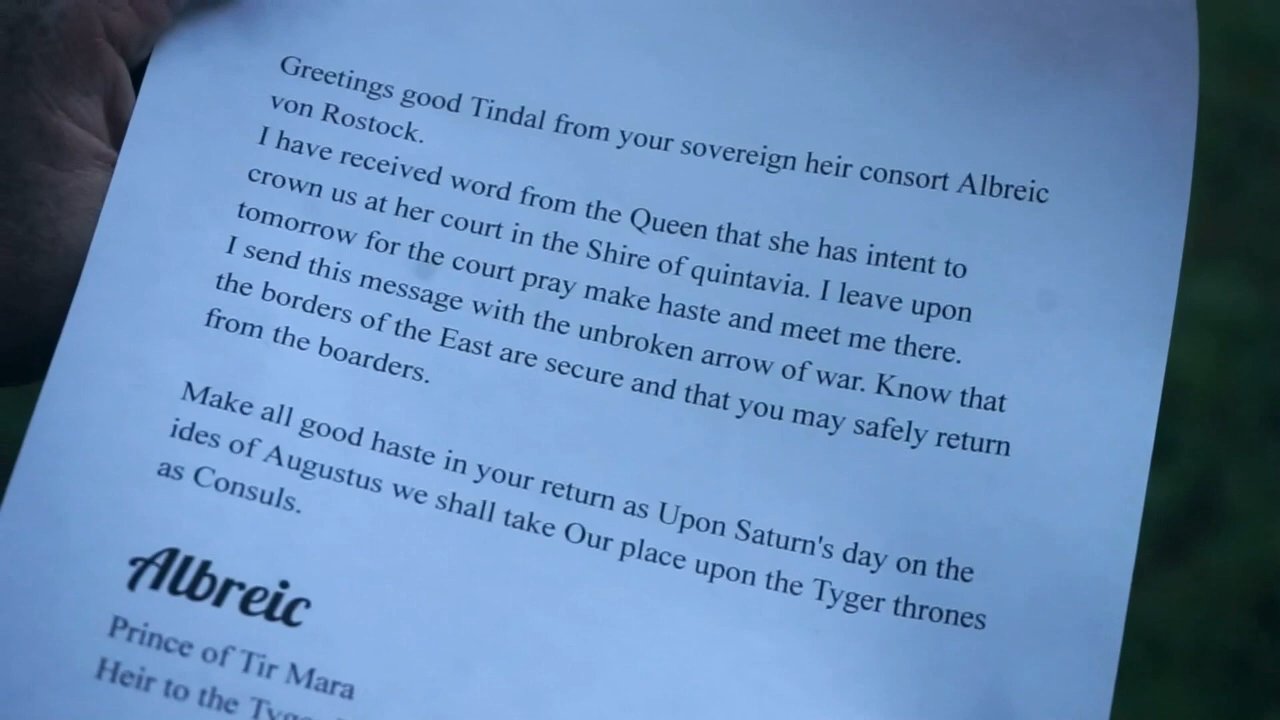 Greetings good Tindal from your sovereign heir consort Albreic
von Rostock.
I have received word from the Queen that she has intent to
crown us at her court in the Shire of quintavia. I leave upon
tomorrow for the court pray make haste and meet me there.
I send this message with the unbroken arrow of war. Know that
the borders of the East are secure and that you may safely return
from the boarders.
Make all good haste in your return as Upon Saturn's day on the
ides of Augustus we shall take Our place upon the Tyger thrones
as Consuls.
Albreic
Prince of Tir Mara
Heir to the